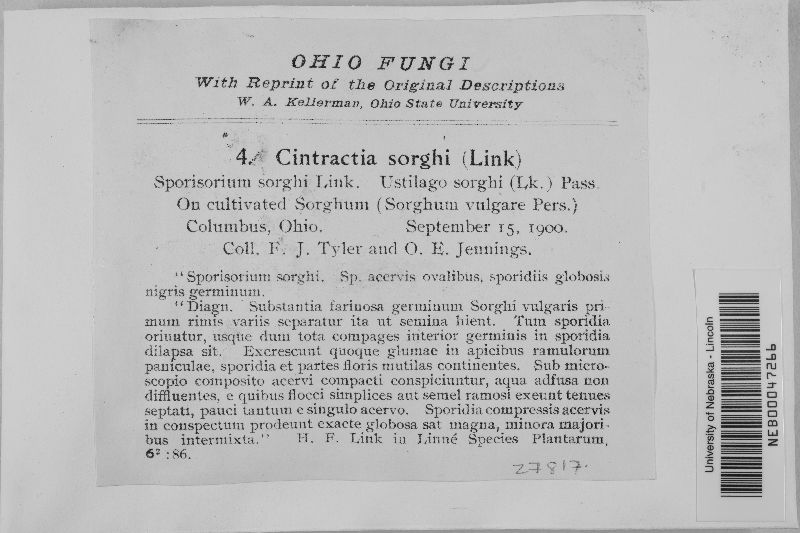 OHIO FUNGI
With Reprint of the Original Descriptions
W. A. Kellerman, Ohio State University
4. Cintractia sorghi (Link)
Sporisorium sorghi Link. Ustilago sorghi (Lk.) Pass.
On cultivated Sorghum (Sorghum vulgare Pers.)
Columbus, Ohio. September 15, 1900.
Coll. F. J. Tyler and O. E. Jennings.
"Sporisorium sorghi. Sp. acervis ovalibus, sporidiis globosis
nigris germinum.
"Diagn. Substantia farinosa germinum Sorghi vulgaris pri-
mum rimis variis separatur ita ut semina hient. Tum sporidia
oriuntur, usque dum tota compages interior germinis in sporidia
dilapsa sit. Excrescunt quoque glumae in apicibus ramulorum
paniculae, sporidia et partes floris mutilas continentes. Sub micro-
scopio composito acervi compacti conspiciuntur, aqua adfusa non
diffluentes, e quibus flocci simplices aut semel ramosi exeunt tenues
septati, pauci tantum e singulo acervo. Sporidia compressis acervis
in conspectum prodeunt exacte globosa sat magna, minora majori-
bus intermixta." H. F. Link in Linné Species Plantarum,
6² : 86.
27817.
University of Nebraska - Lincoln
NEB00047266